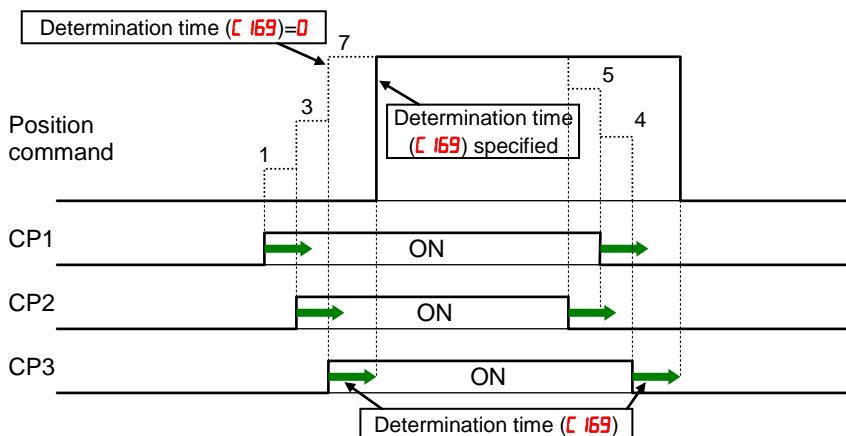 Determination time (C169)=0
7
5
3
Determination time
(C169) specified
4
Position
command
1
CP1
ON
CP2
ON
CP3
ON
Determination time (C169)